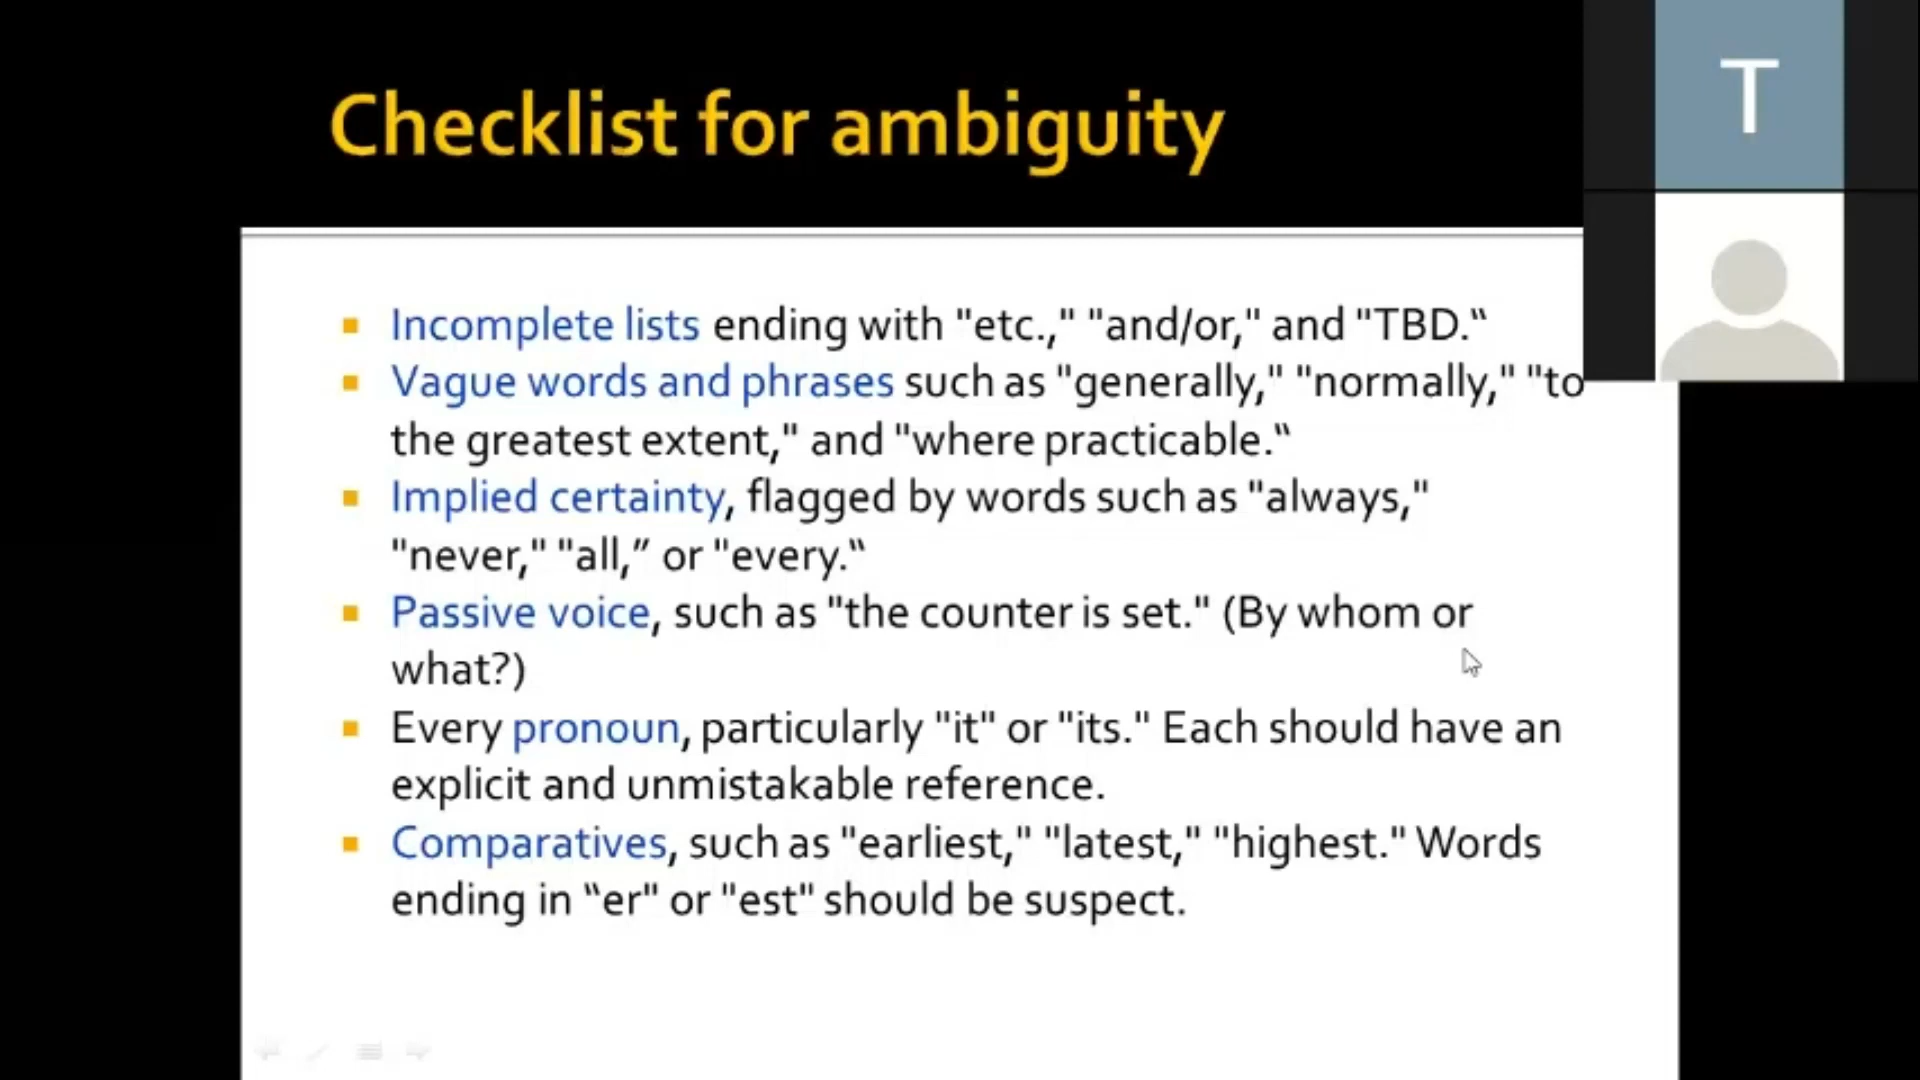 Checklist for ambiguity
T
Incomplete lists ending with "etc.," "and/or," and "TBD.“
Vague words and phrases such as "generally," "normally," "to
the greatest extent," and "where practicable.“
Implied certainty, flagged by words such as "always,"
"never," "all,” or "every.“
Passive voice, such as "the counter is set." (By whom or
what?)
Every pronoun, particularly "it" or "its." Each should have an
explicit and unmistakable reference.
Comparatives, such as "earliest," "latest," "highest." Words
ending in “er" or "est" should be suspect.